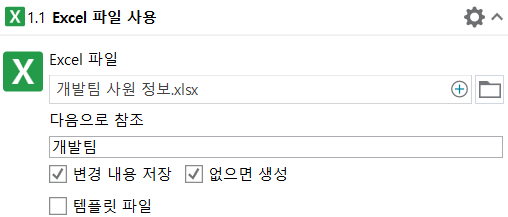 1.1 Excel 파일 사용
Excel 파일
개발팀 사원 정보.xlsx
다음으로 참조
개발팀
변경 내용 저장 없으면 생성
템플릿 파일